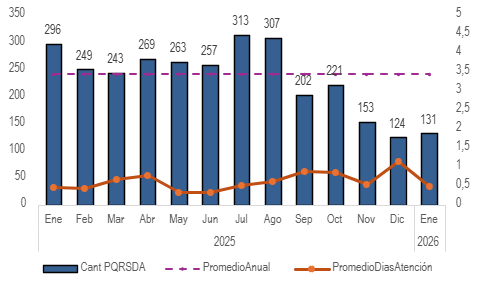 350 300 250 200 150 100 50 0
296 249 243 269 263 257 313 307 202 221 153 124 131
5 4,5 4 3,5 3 2,5 2 1,5 1 0,5 0
Ene Feb Mar Abr May Jun Jul Ago Sep Oct Nov Dic Ene
2025 2026
Cant PQRSDA PromedioAnual PromedioDiasAtención